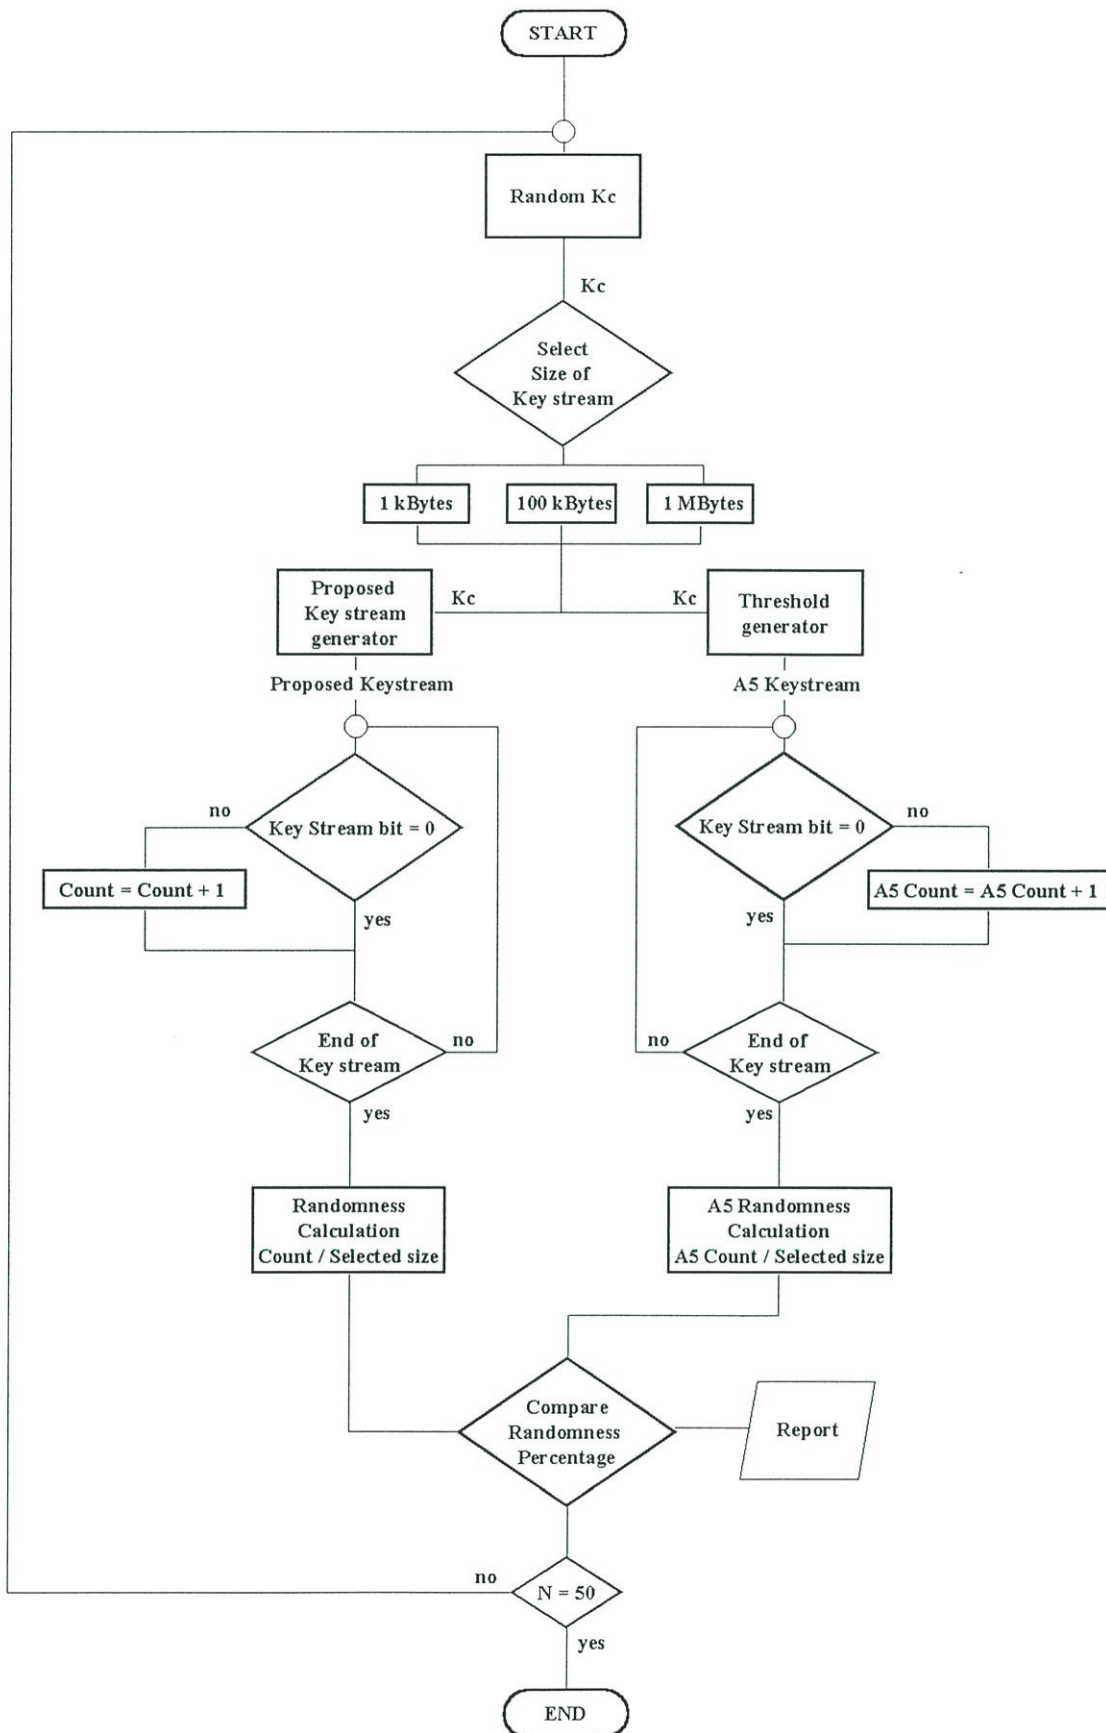 START
Random Kc
Kc
Select
Size of
Key stream
1 kBytes
100 kBytes
1 MBytes
Proposed
Key stream
generator
Kc
Kc
Threshold
generator
Proposed Keystream
A5 Keystream
no
Key Stream bit = 0
Key Stream bit = 0
no
Count = Count + 1
A5 Count = A5 Count + 1
yes
yes
End of
Key stream
no
no
End of
Key stream
yes
yes
Randomness
Calculation
Count / Selected size
A5 Randomness
Calculation
A5 Count / Selected size
Compare
Randomness
Percentage
Report
no
N = 50
yes
END